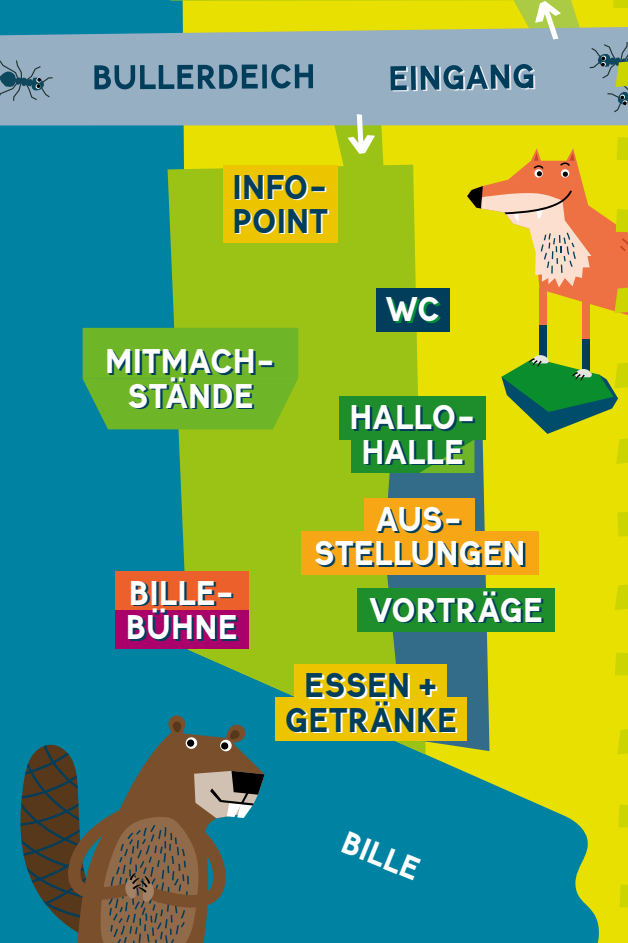 BULLERDEICH
EINGANG
INFO-
POINT
WC
MITMACH-
STÄNDE
HALLO-
HALLE
AUS-
STELLUNGEN
BILLE-
BÜHNE
VORTRÄGE
ESSEN +
GETRÄNKE
BILLE